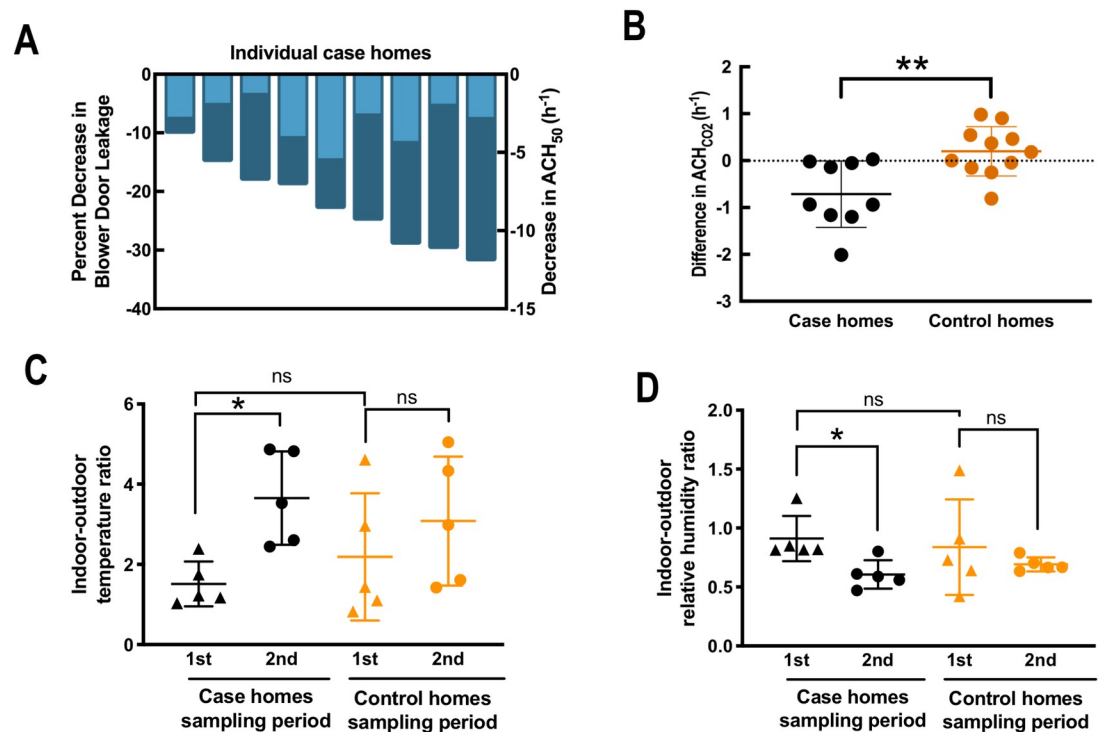 A
Individual case homes
Percent Decrease in
Blower Door Leakage
0
-10
-20
-30
-40
0
-5
-10
-15
Decrease in ACH50 (h-1)
B
**
Difference in ACHCO2 (h-1)
2
1
0
-1
-2
-3
Case homes
Control homes
C
ns
*
ns
Indoor-outdoor
temperature ratio
6
4
2
0
1st
2nd
1st
2nd
Case homes
sampling period
Control homes
sampling period
D
ns
*
ns
Indoor-outdoor
relative humidity ratio
2.0
1.5
1.0
0.5
0.0
1st
2nd
1st
2nd
Case homes
sampling period
Control homes
sampling period